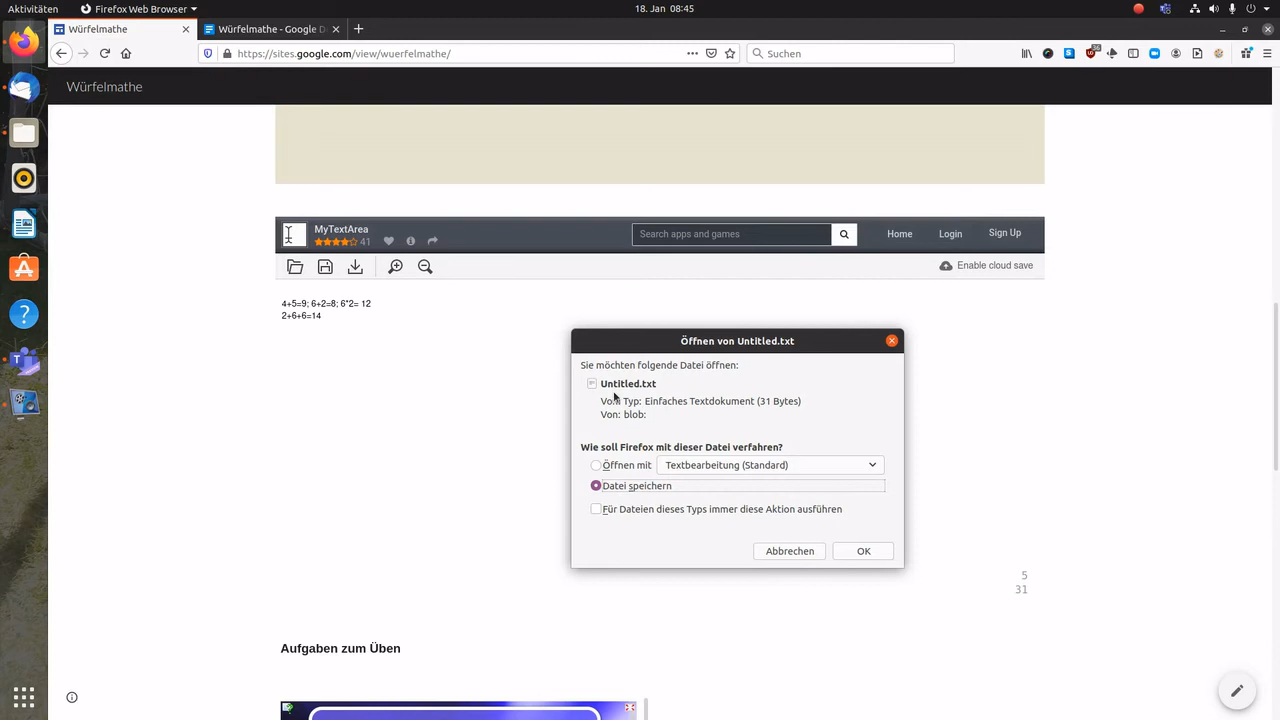 Aktivitäten
Firefox Web Browser
18. Jan 08:45
Würfelmathe
Würfelmathe - Google D
https://sites.google.com/view/wuerfelmathe/
Suchen
36
Würfelmathe
MyTextArea
41
Search apps and games
Home
Login
Sign Up
Enable cloud save
4+5=9; 6+2=8; 6*2= 12
2+6+6=14
Öffnen von Untitled.txt
Sie möchten folgende Datei öffnen:
Untitled.txt
Vom Typ: Einfaches Textdokument (31 Bytes)
Von: blob:
Wie soll Firefox mit dieser Datei verfahren?
Öffnen mit
Textbearbeitung (Standard)
Datei speichern
Für Dateien dieses Typs immer diese Aktion ausführen
Abbrechen
OK
5
31
Aufgaben zum Üben